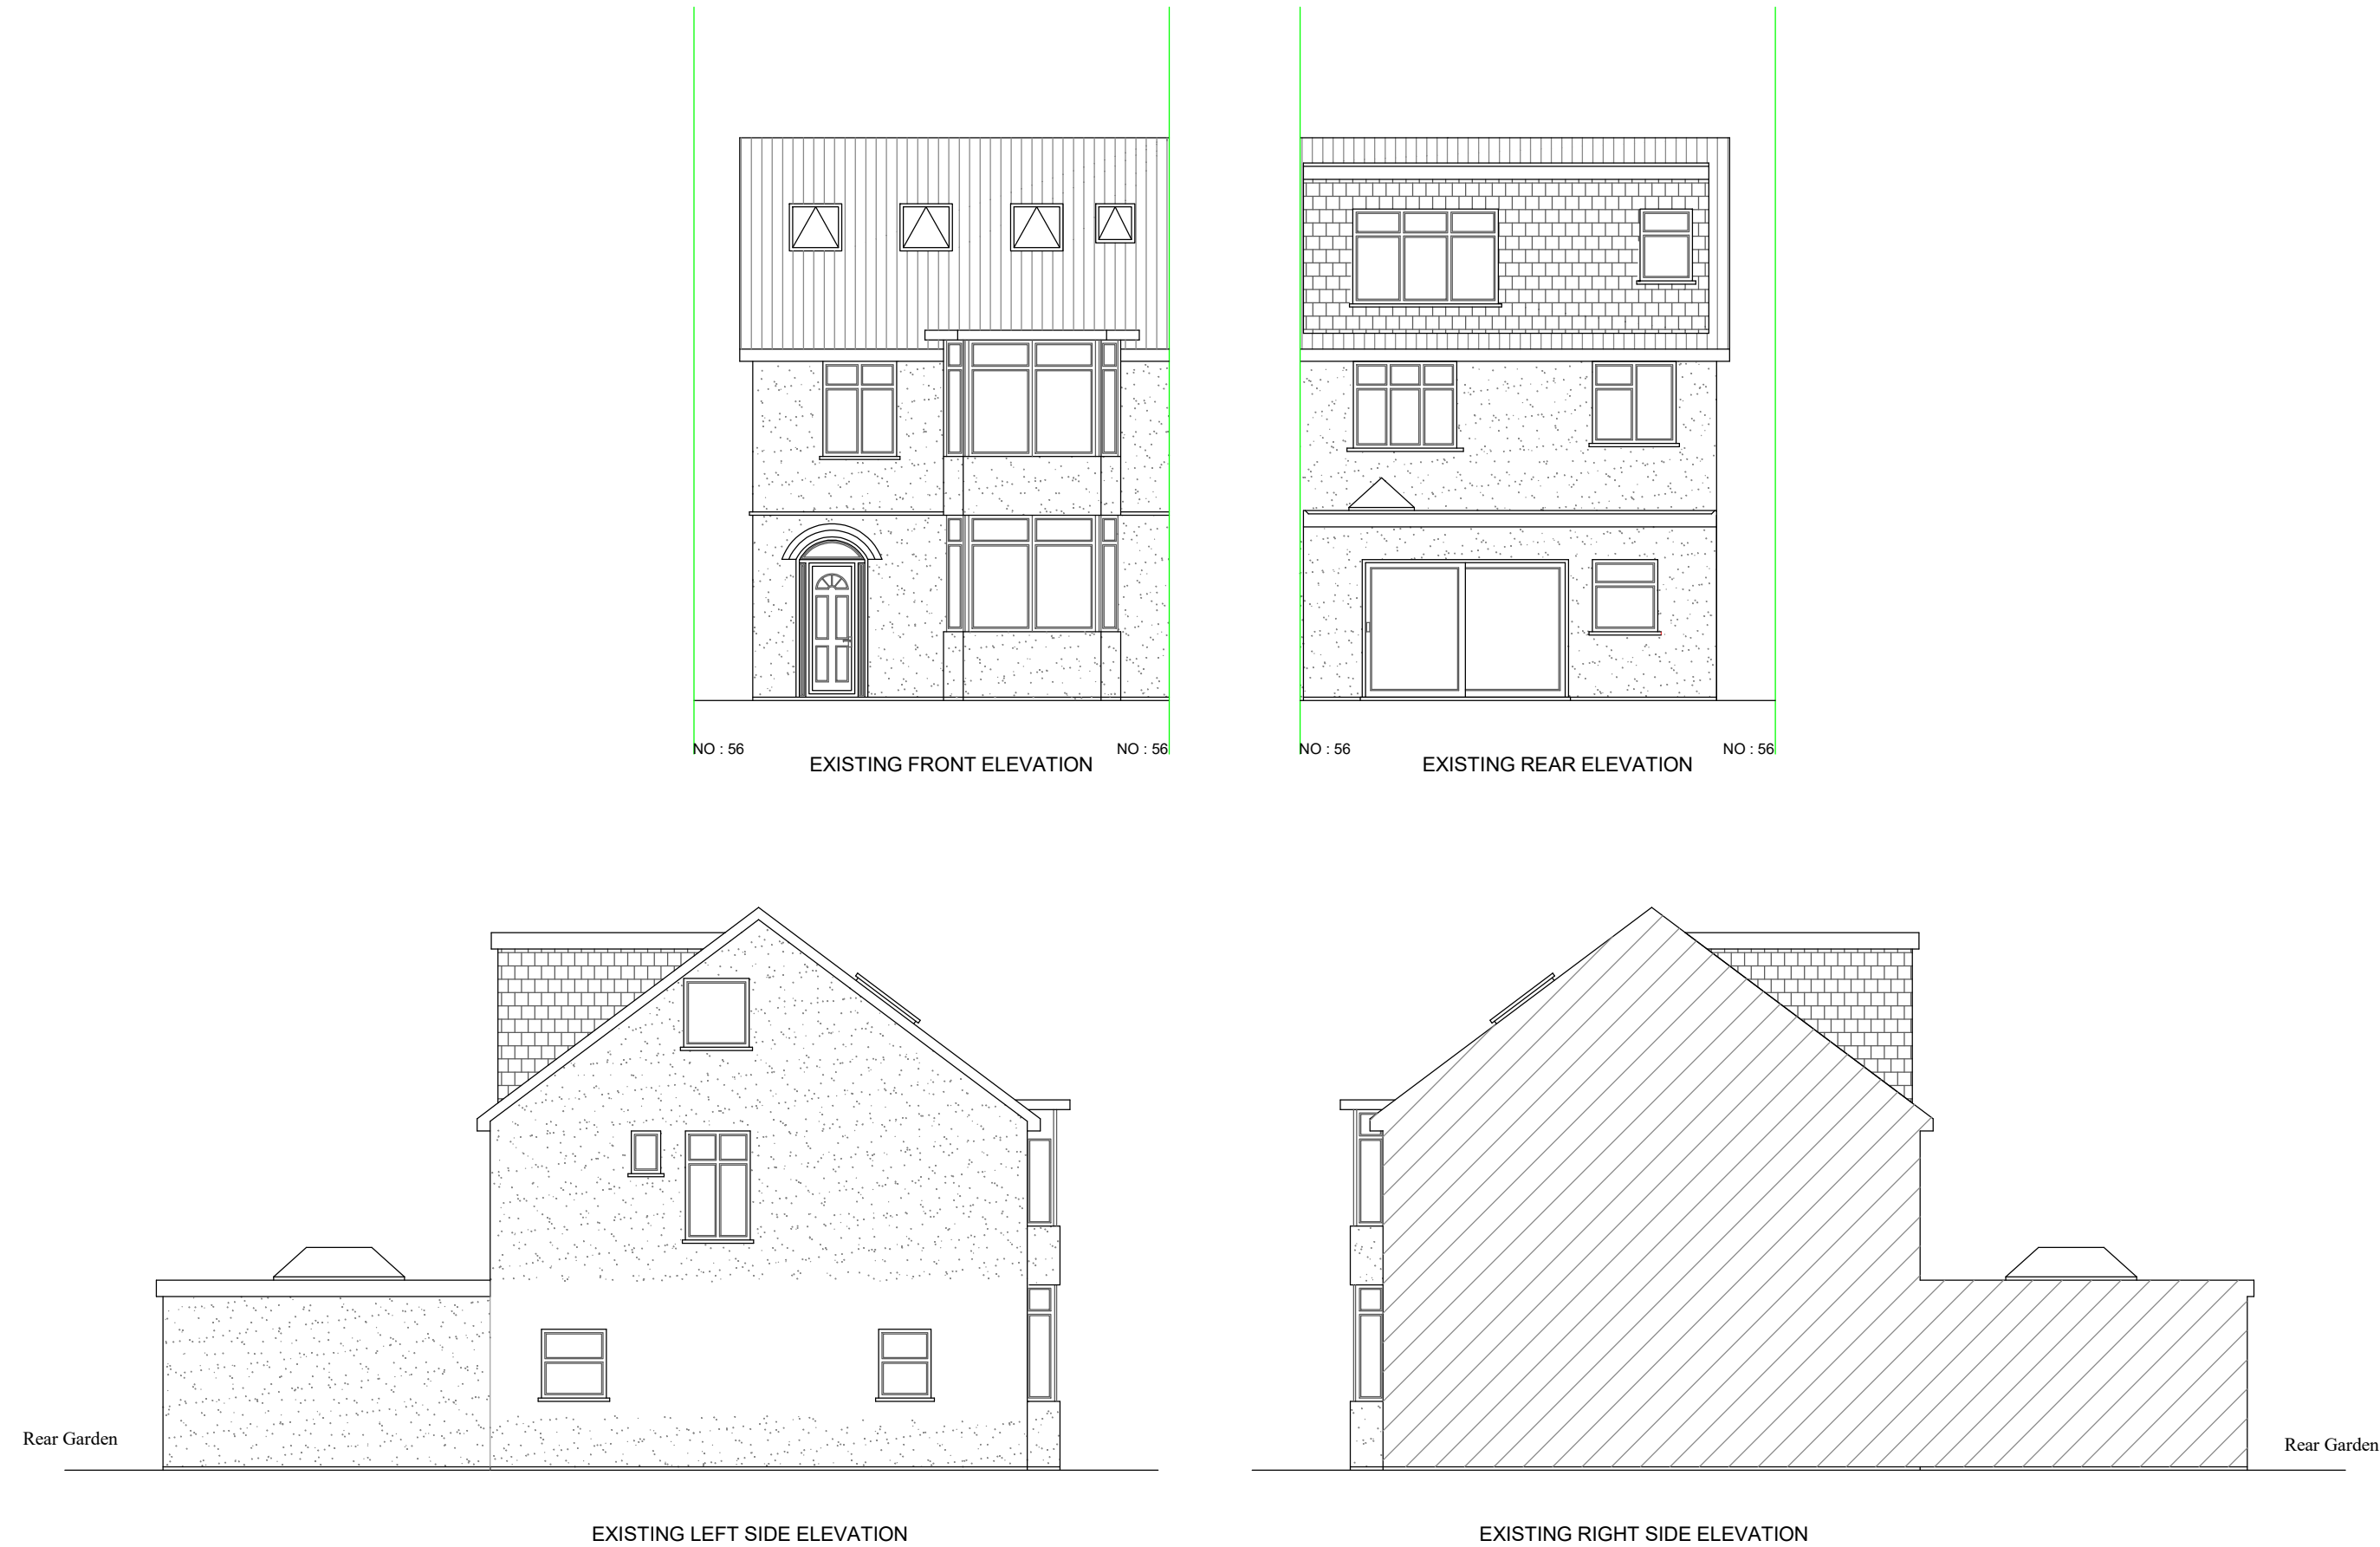 NO : 56 NO : 56 NO : 56 NO : 56
EXISTING FRONT ELEVATION EXISTING REAR ELEVATION
Rear Garden Rear Garden
EXISTING LEFT SIDE ELEVATION EXISTING RIGHT SIDE ELEVATION